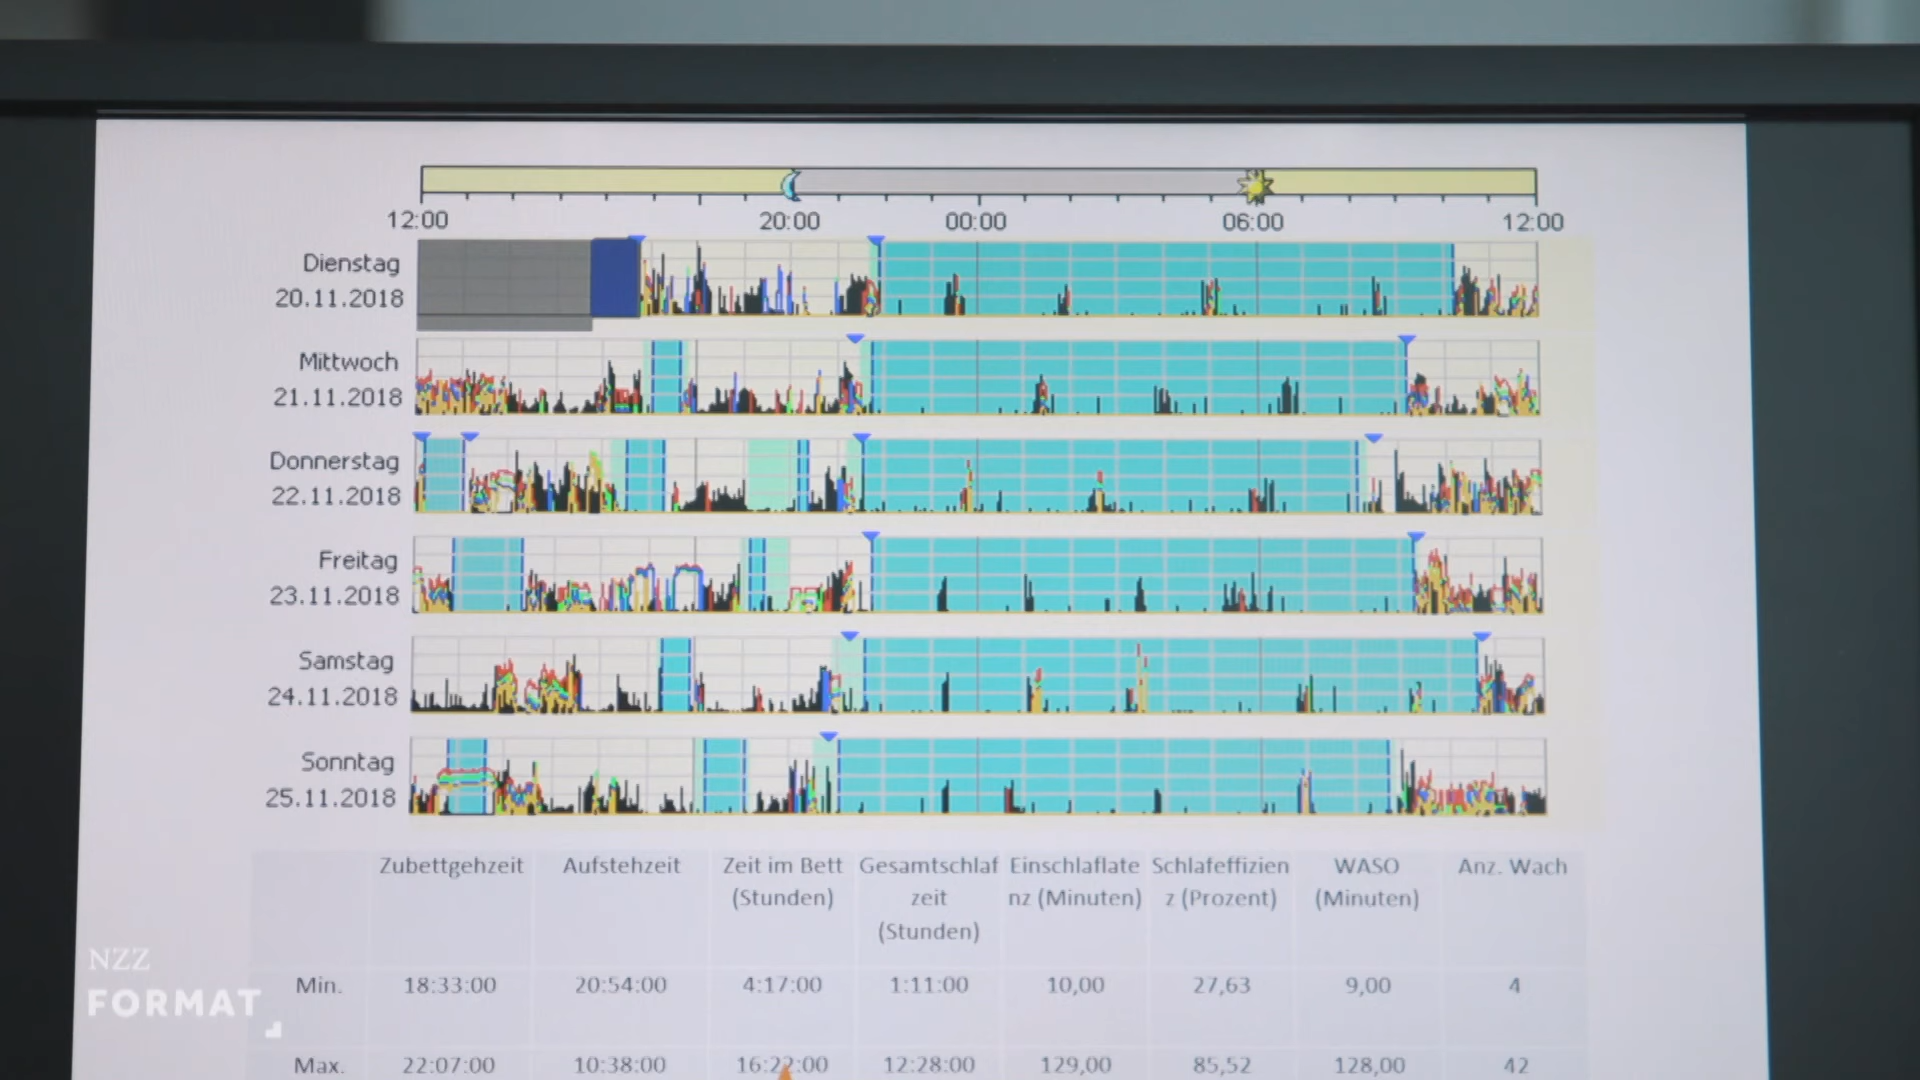 12:00 20:00 00:00 06:00 12:00
Dienstag
20.11.2018
Mittwoch
21.11.2018
Donnerstag
22.11.2018
Freitag
23.11.2018
Samstag
24.11.2018
Sonntag
25.11.2018
Zubettgehzeit Aufstehzeit Zeit im Bett Gesamtschlaf Einschlaflate Schlafeffizien WASO Anz. Wach
(Stunden) zeit nz (Minuten) z (Prozent) (Minuten)
(Stunden)
Min. 18:33:00 20:54:00 4:17:00 1:11:00 10,00 27,63 9,00 4
Max. 22:07:00 10:38:00 16:22:00 12:28:00 129,00 85,52 128,00 42
NZZ
FORMAT